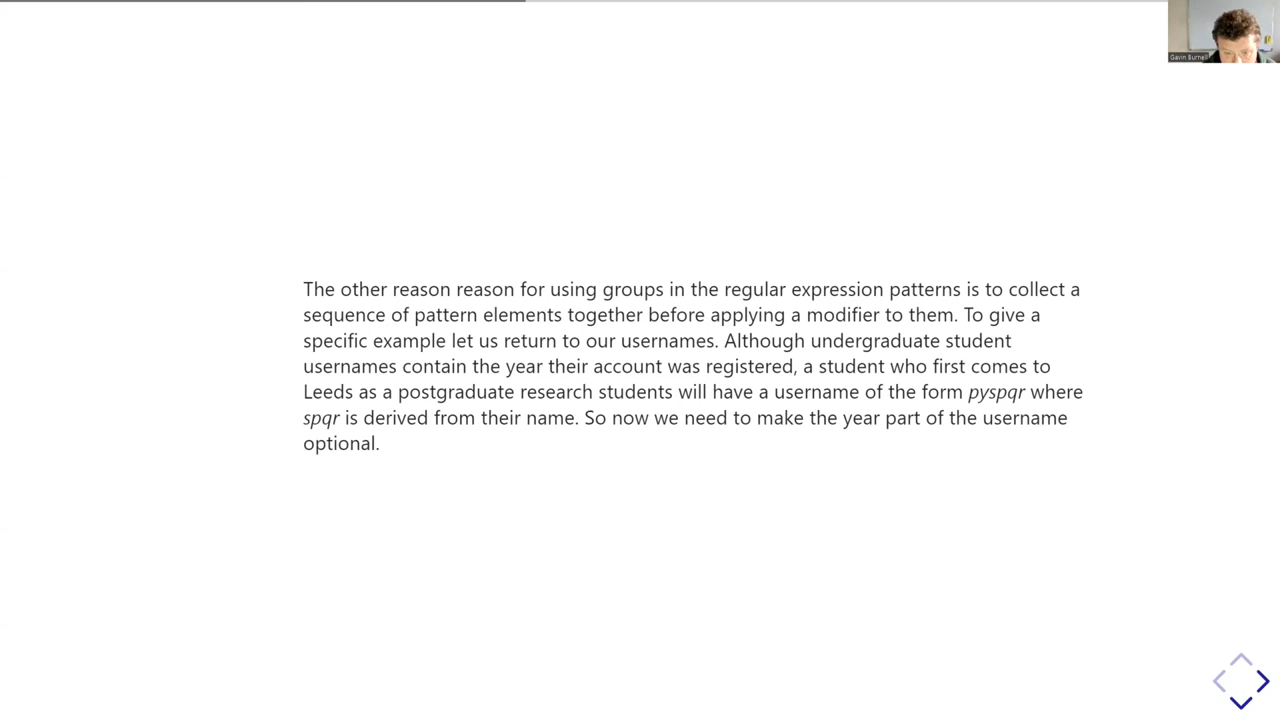 Gavin Burnell
The other reason reason for using groups in the regular expression patterns is to collect a
sequence of pattern elements together before applying a modifier to them. To give a
specific example let us return to our usernames. Although undergraduate student
usernames contain the year their account was registered, a student who first comes to
Leeds as a postgraduate research students will have a username of the form pyspqr where
spqr is derived from their name. So now we need to make the year part of the username
optional.